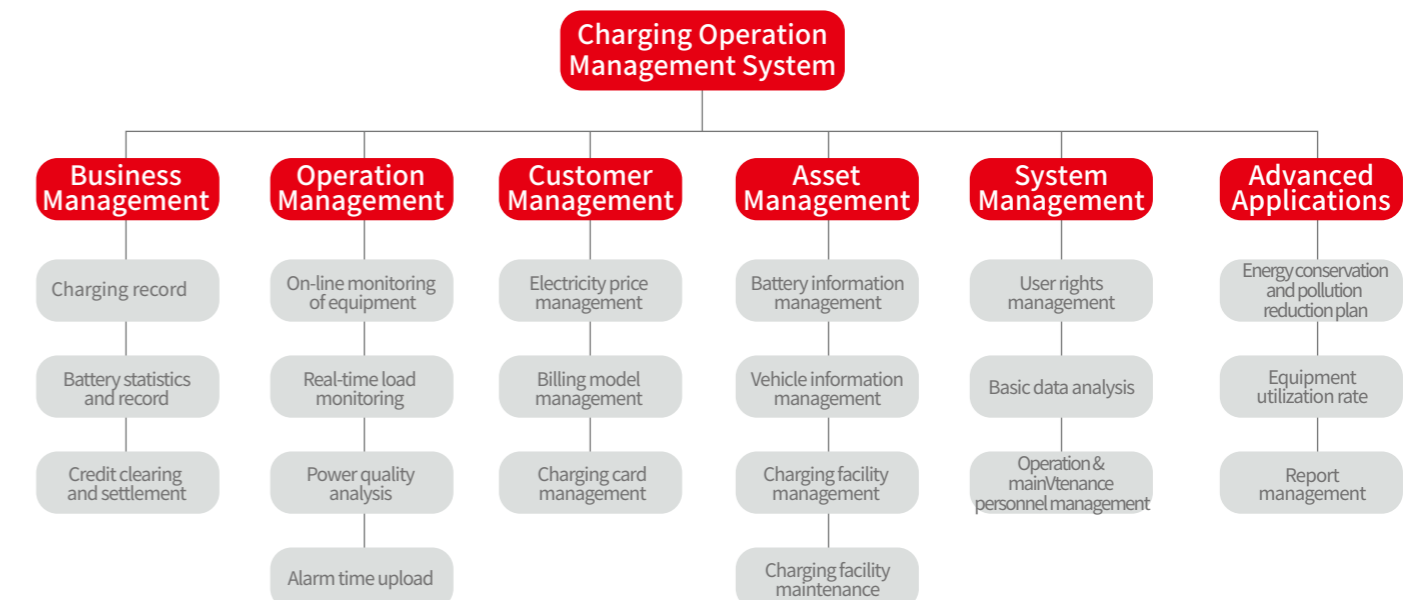 Charging Operation
Management System
Business
Management
Operation
Management
Customer
Management
Asset
Management
System
Management
Advanced
Applications
Charging record
On-line monitoring
of equipment
Electricity price
management
Battery information
management
User rights
management
Energy conservation
and pollution
reduction plan
Battery statistics
and record
Real-time load
monitoring
Billing model
management
Vehicle information
management
Basic data analysis
Equipment
utilization rate
Credit clearing
and settlement
Power quality
analysis
Charging card
management
Charging facility
management
Operation &
mainVtenance
personnel management
Report
management
Alarm time upload
Charging facility
maintenance